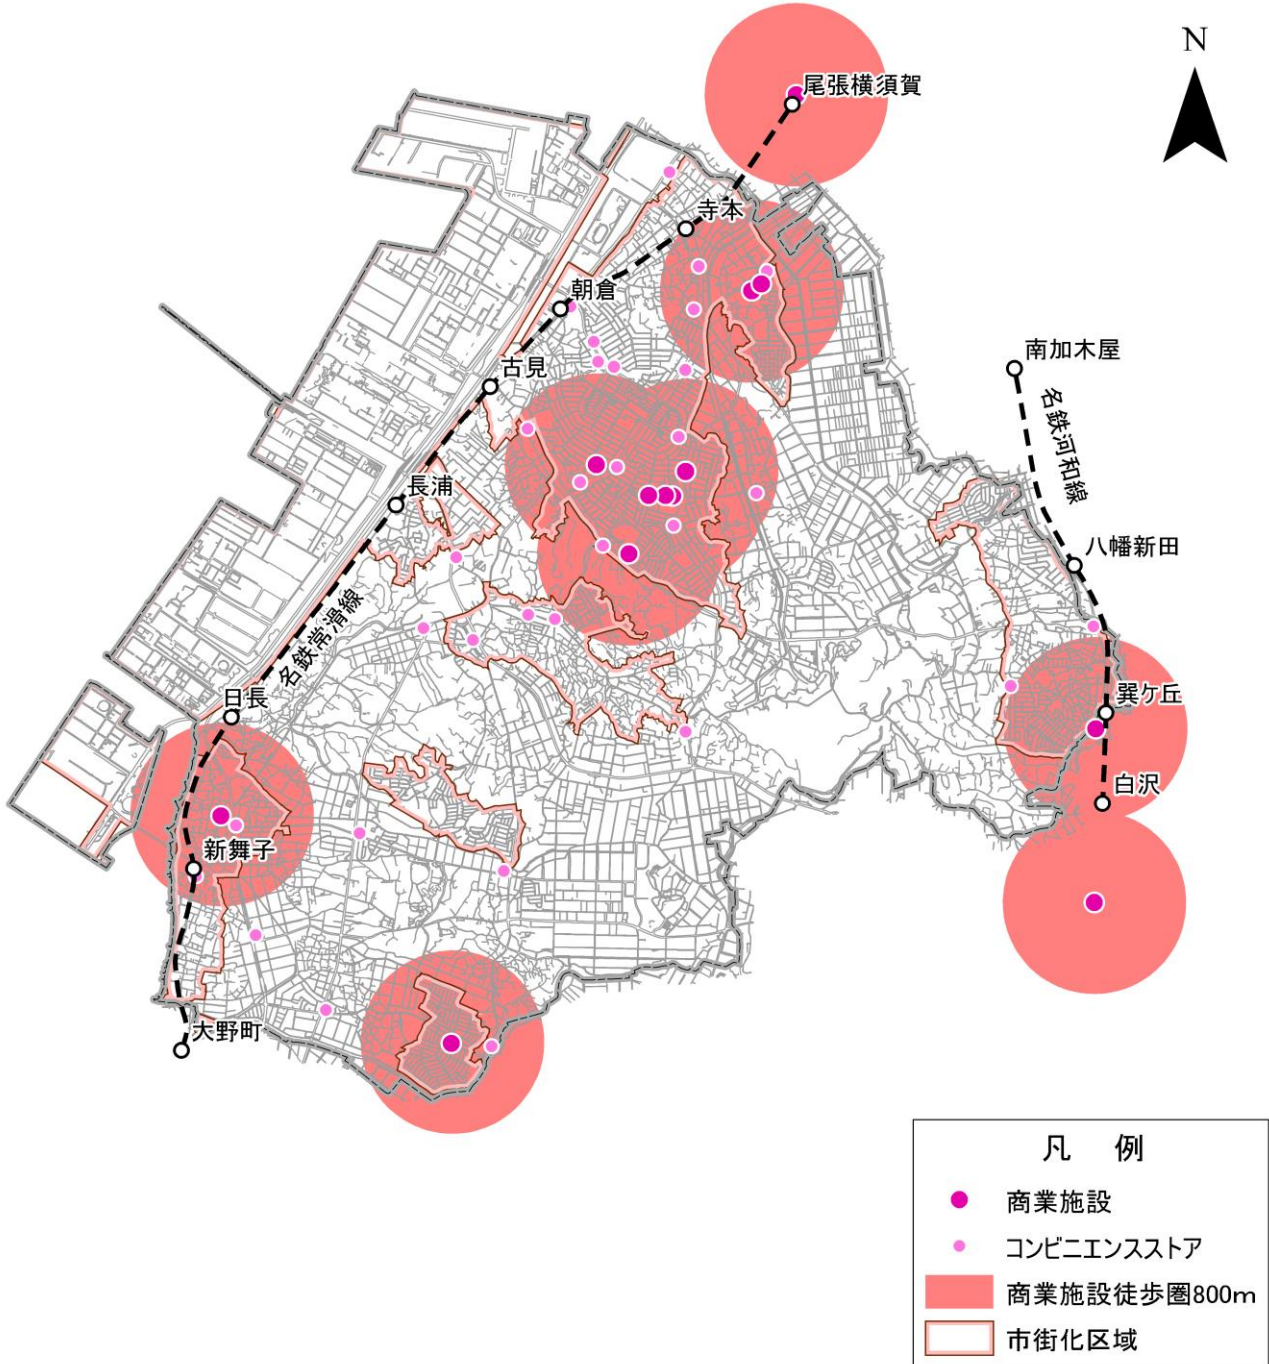 N
尾張横須賀
寺本
朝倉
南加木屋
古見
名鉄河和線
長浦
八幡新田
名鉄常滑線
日長
巽ケ丘
白沢
新舞子
大野町
凡 例
商業施設
コンビニエンスストア
商業施設徒歩圏800m
市街化区域